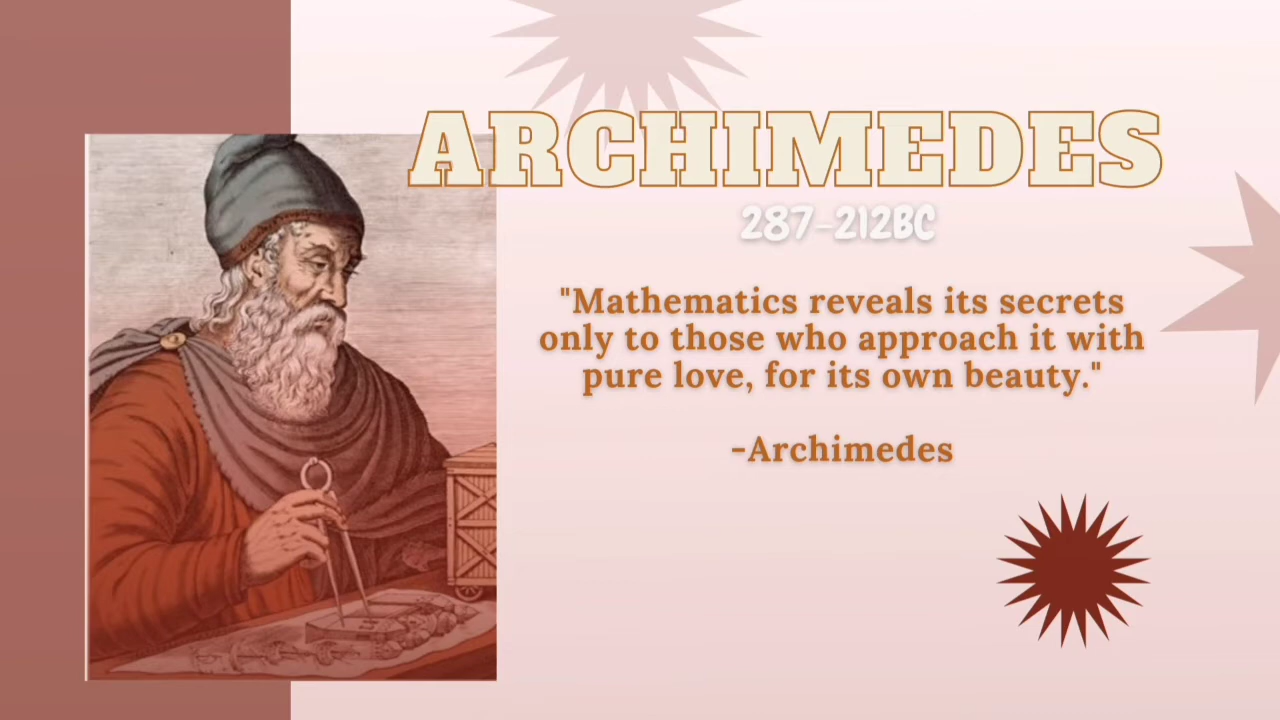 ARCHIMEDES
287-212BC
"Mathematics reveals its secrets
only to those who approach it with
pure love, for its own beauty."
-Archimedes